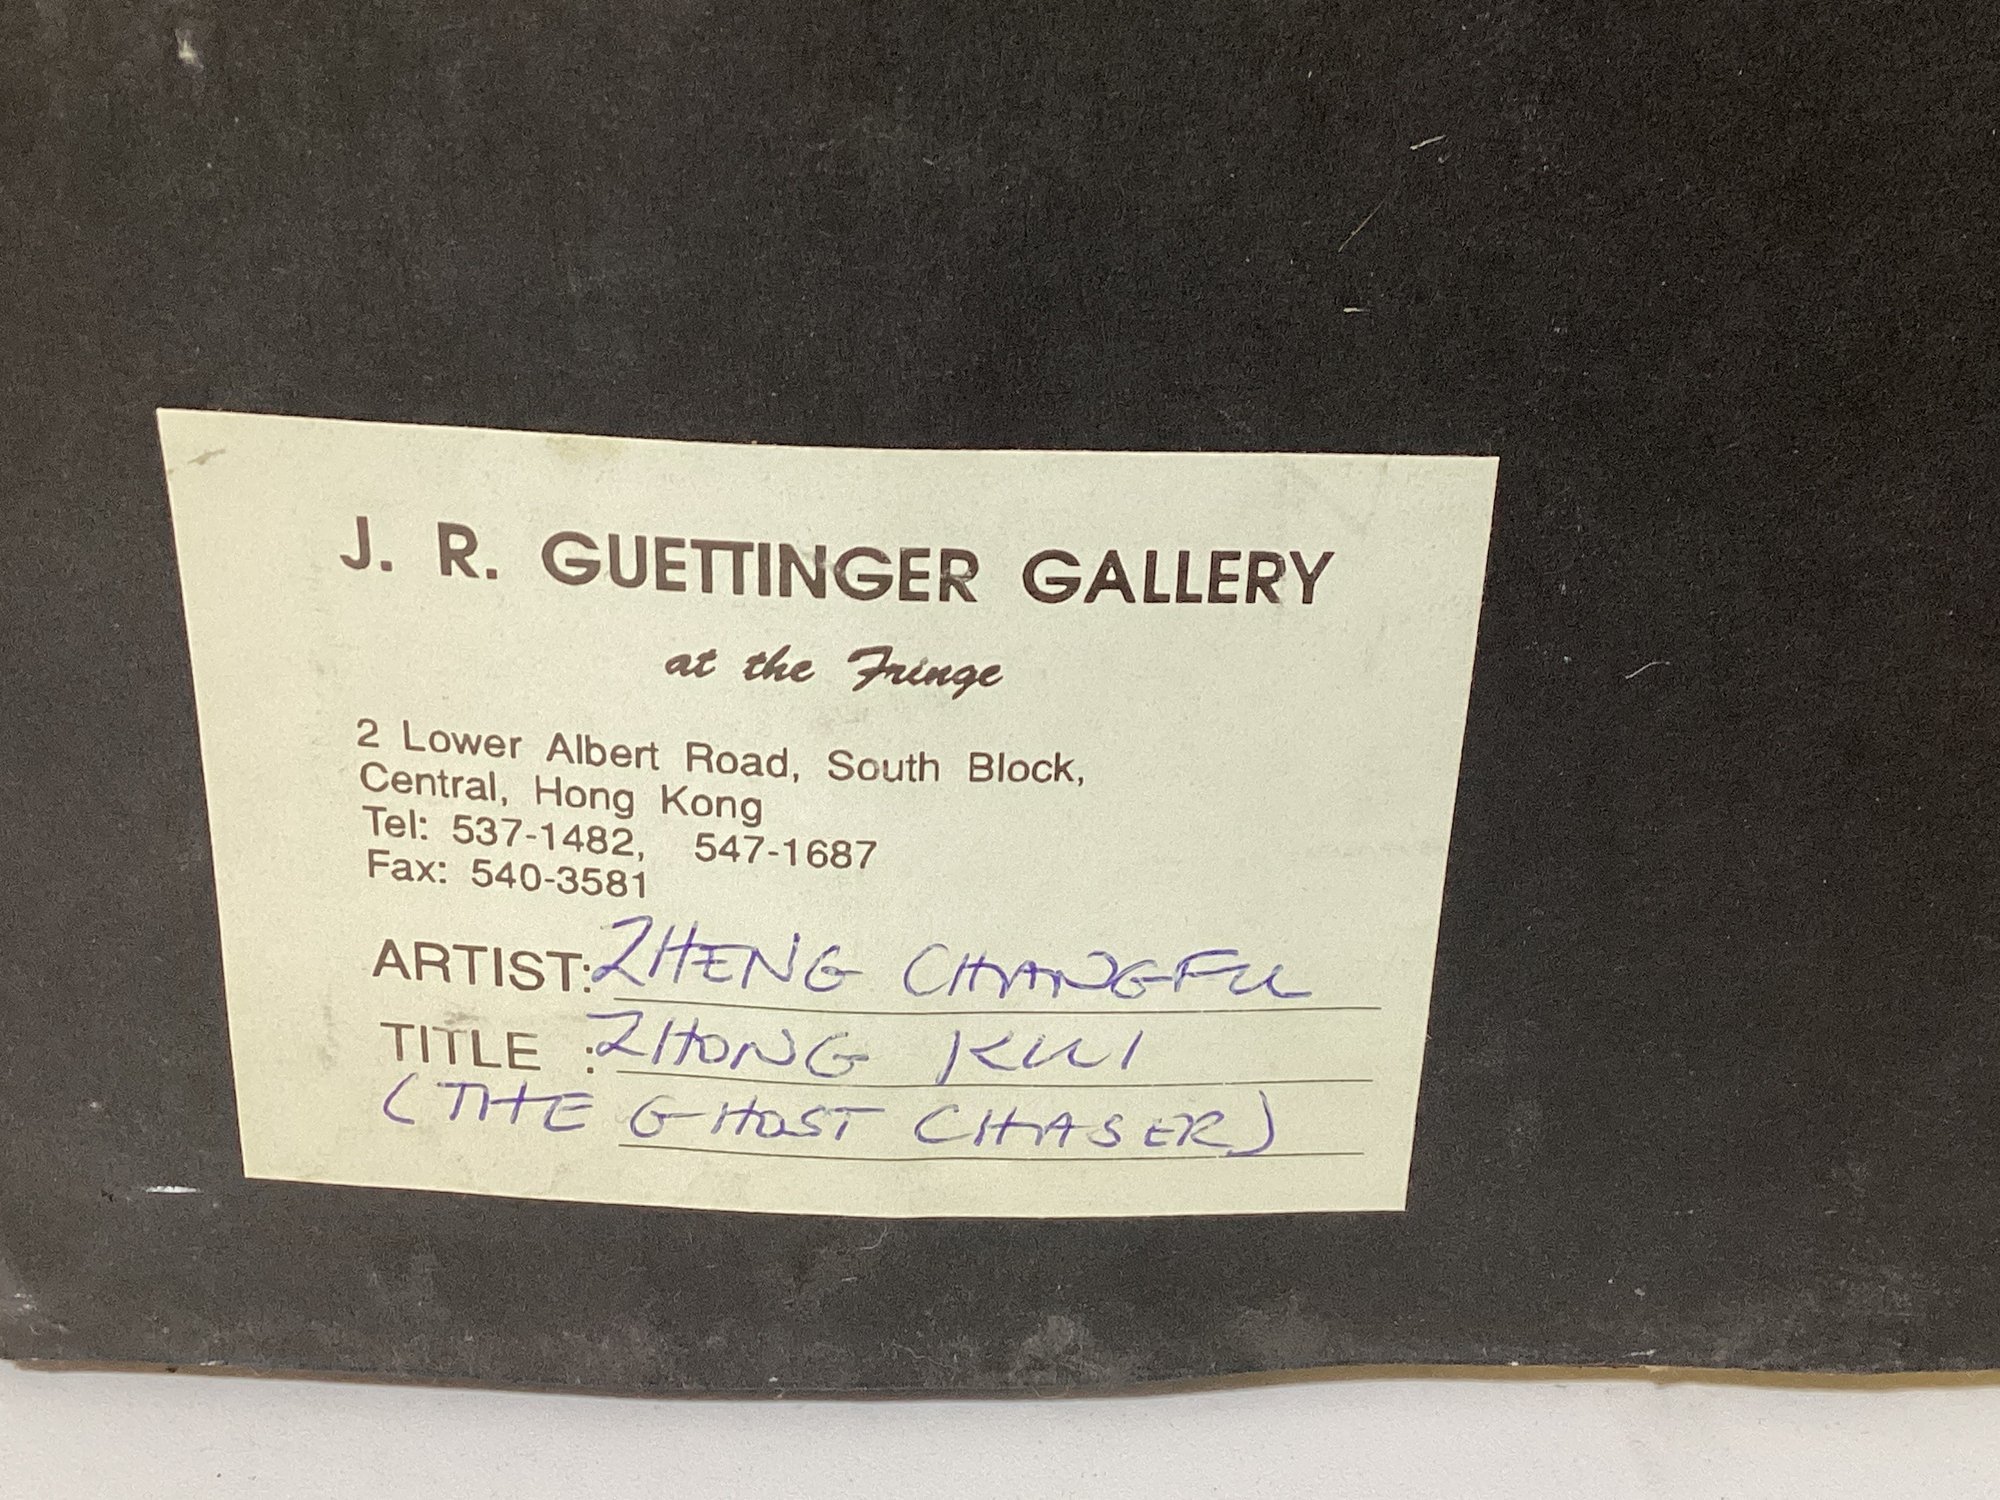 J. R. GUETTINGER GALLERY
at the Fringe
2 Lower Albert Road, South Block,
Central, Hong Kong
Tel: 537-1482, 547-1687
Fax: 540-3581
ARTIST: ZHENG CHANGFU
TITLE : ZHONG KUI
(THE GHOST CHASER)